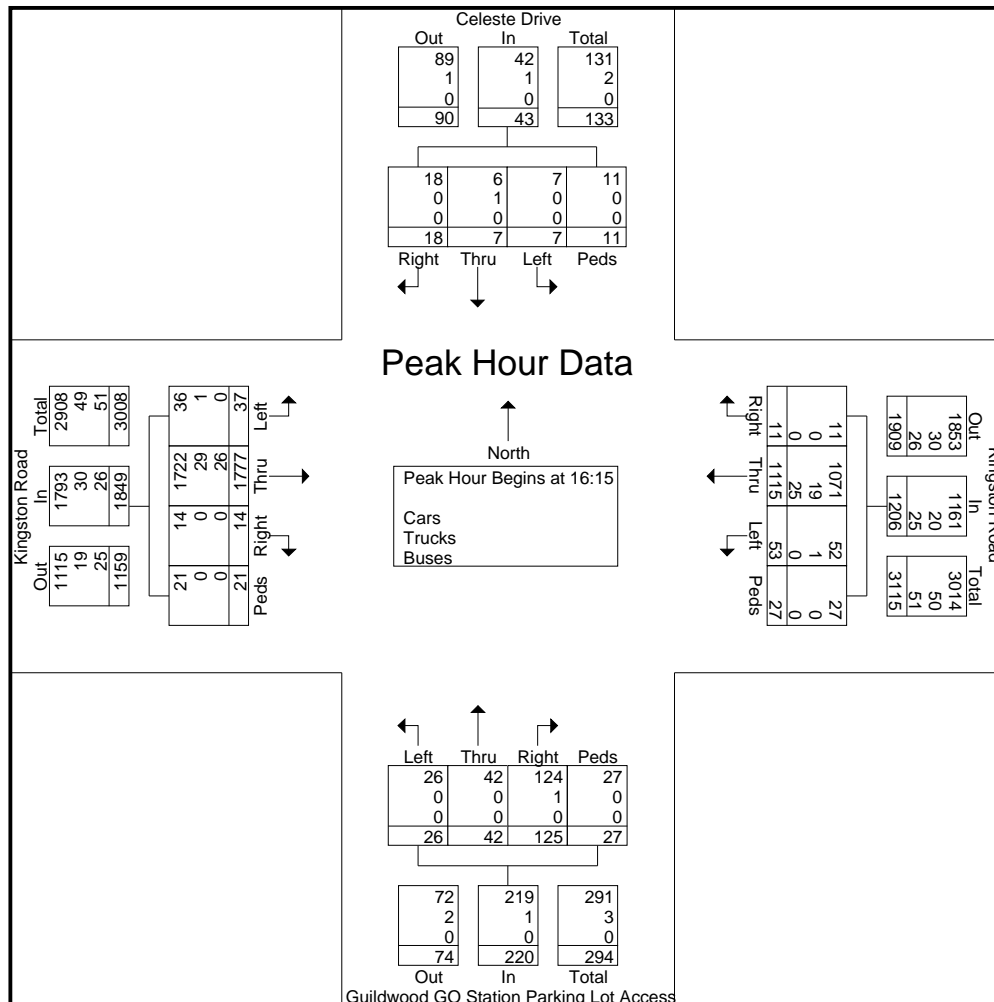 Celeste Drive
Out In Total
89 42 131
1 1 2
0 0 0
90 43 133
18 6 7 11
0 1 0 0
0 0 0 0
18 7 7 11
Right Thru Left Peds
Peak Hour Data
North
Peak Hour Begins at 16:15
Cars
Trucks
Buses
Kingston Road
Total In Out
2908 1793 1115
49 30 19
51 26 25
3008 1849 1159
36 1722 14 21
1 29 0 0
0 26 0 0
37 1777 14 21
Left Thru Right Peds
Kingston Road
Out In Total
1853 1161 3014
30 20 50
26 25 51
1909 1206 3115
11 1071 52 27
0 19 1 0
0 25 0 0
11 1115 53 27
Right Thru Left Peds
Left Thru Right Peds
26 42 124 27
0 0 1 0
0 0 0 0
26 42 125 27
72 219 291
2 1 3
0 0 0
74 220 294
Out In Total
Guildwood GO Station Parking Lot Access